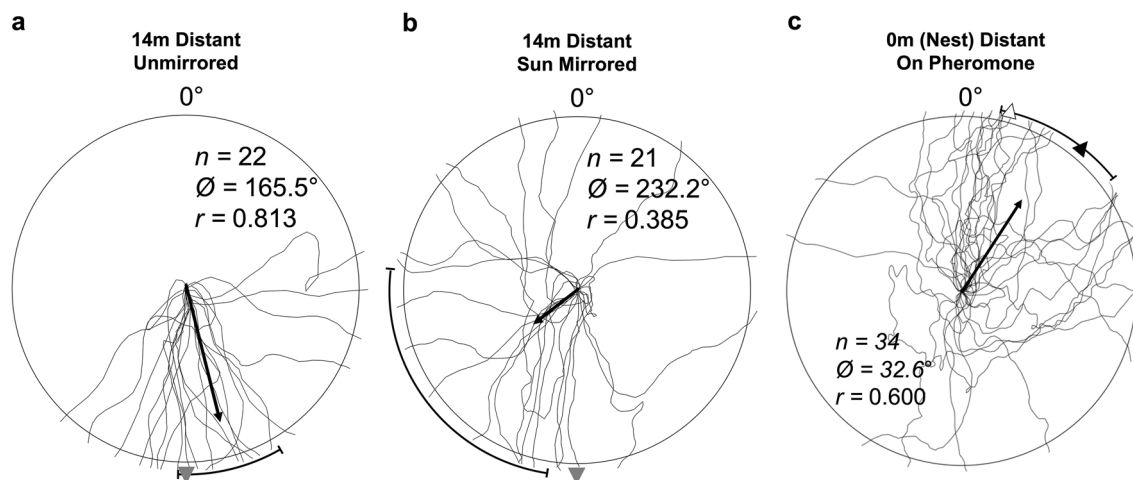 a
14m Distant
Unmirrored
0°
n = 22
Ø = 165.5°
r = 0.813
b
14m Distant
Sun Mirrored
0°
n = 21
Ø = 232.2°
r = 0.385
c
0m (Nest) Distant
On Pheromone
0°
n = 34
Ø = 32.6°
r = 0.600